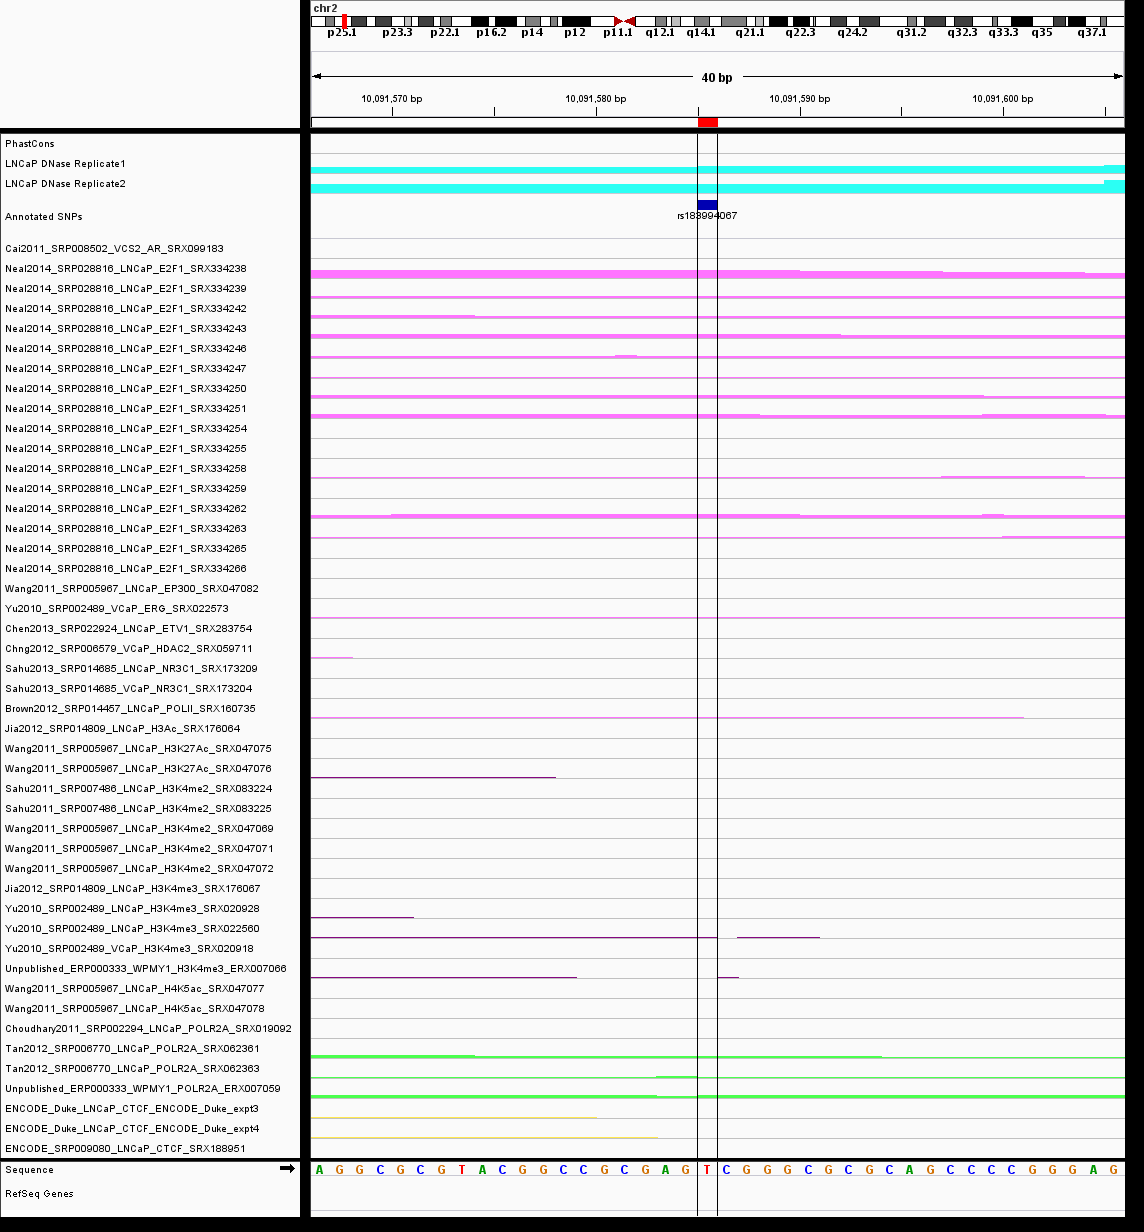 chr2
p25.1 p23.3 p22.1 p16.2 p14 p12 p11.1 q12.1 q14.1 q21.1 q22.3 q24.2 q31.2 q32.3 q33.3 q35 q37.1
40 bp
10,091,570 bp 10,091,580 bp 10,091,590 bp 10,091,600 bp
PhastCons
LNCaP DNase Replicate1
LNCaP DNase Replicate2
Annotated SNPs
rs183994067
Cai2011_SRP008502_VCS2_AR_SRX099183
Neal2014_SRP028816_LNCaP_E2F1_SRX334238
Neal2014_SRP028816_LNCaP_E2F1_SRX334239
Neal2014_SRP028816_LNCaP_E2F1_SRX334242
Neal2014_SRP028816_LNCaP_E2F1_SRX334243
Neal2014_SRP028816_LNCaP_E2F1_SRX334246
Neal2014_SRP028816_LNCaP_E2F1_SRX334247
Neal2014_SRP028816_LNCaP_E2F1_SRX334250
Neal2014_SRP028816_LNCaP_E2F1_SRX334251
Neal2014_SRP028816_LNCaP_E2F1_SRX334254
Neal2014_SRP028816_LNCaP_E2F1_SRX334255
Neal2014_SRP028816_LNCaP_E2F1_SRX334258
Neal2014_SRP028816_LNCaP_E2F1_SRX334259
Neal2014_SRP028816_LNCaP_E2F1_SRX334262
Neal2014_SRP028816_LNCaP_E2F1_SRX334263
Neal2014_SRP028816_LNCaP_E2F1_SRX334265
Neal2014_SRP028816_LNCaP_E2F1_SRX334266
Wang2011_SRP005967_LNCaP_EP300_SRX047082
Yu2010_SRP002489_VCaP_ERG_SRX022573
Chen2013_SRP022924_LNCaP_ETV1_SRX283754
Chng2012_SRP006579_VCaP_HDAC2_SRX059711
Sahu2013_SRP014685_LNCaP_NR3C1_SRX173209
Sahu2013_SRP014685_VCaP_NR3C1_SRX173204
Brown2012_SRP014457_LNCaP_POLII_SRX160735
Jia2012_SRP014809_LNCaP_H3Ac_SRX176064
Wang2011_SRP005967_LNCaP_H3K27Ac_SRX047075
Wang2011_SRP005967_LNCaP_H3K27Ac_SRX047076
Sahu2011_SRP007486_LNCaP_H3K4me2_SRX083224
Sahu2011_SRP007486_LNCaP_H3K4me2_SRX083225
Wang2011_SRP005967_LNCaP_H3K4me2_SRX047069
Wang2011_SRP005967_LNCaP_H3K4me2_SRX047071
Wang2011_SRP005967_LNCaP_H3K4me2_SRX047072
Jia2012_SRP014809_LNCaP_H3K4me3_SRX176067
Yu2010_SRP002489_LNCaP_H3K4me3_SRX020928
Yu2010_SRP002489_LNCaP_H3K4me3_SRX022560
Yu2010_SRP002489_VCaP_H3K4me3_SRX020918
Unpublished_ERP000333_WPMY1_H3K4me3_ERX007066
Wang2011_SRP005967_LNCaP_H4K5ac_SRX047077
Wang2011_SRP005967_LNCaP_H4K5ac_SRX047078
Choudhary2011_SRP002294_LNCaP_POLR2A_SRX019092
Tan2012_SRP006770_LNCaP_POLR2A_SRX062361
Tan2012_SRP006770_LNCaP_POLR2A_SRX062363
Unpublished_ERP000333_WPMY1_POLR2A_ERX007059
ENCODE_Duke_LNCaP_CTCF_ENCODE_Duke_expt3
ENCODE_Duke_LNCaP_CTCF_ENCODE_Duke_expt4
ENCODE_SRP009080_LNCaP_CTCF_SRX188951
Sequence A G G C G C G T A C G G C C G C G A G T C G G G C G C G C A G C C C C G G G A G
RefSeq Genes